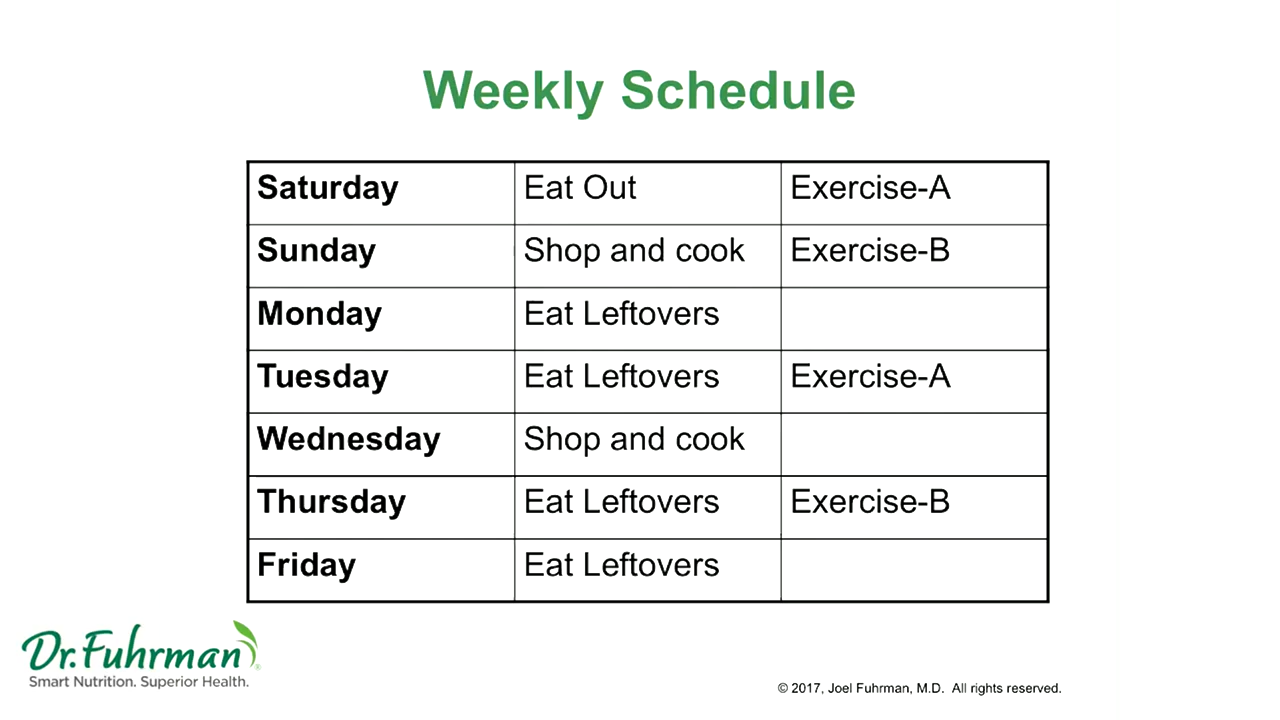 Weekly Schedule
Saturday Eat Out Exercise-A
Sunday Shop and cook Exercise-B
Monday Eat Leftovers
Tuesday Eat Leftovers Exercise-A
Wednesday Shop and cook
Thursday Eat Leftovers Exercise-B
Friday Eat Leftovers
Dr. Fuhrman®
Smart Nutrition. Superior Health.
© 2017, Joel Fuhrman, M.D. All rights reserved.